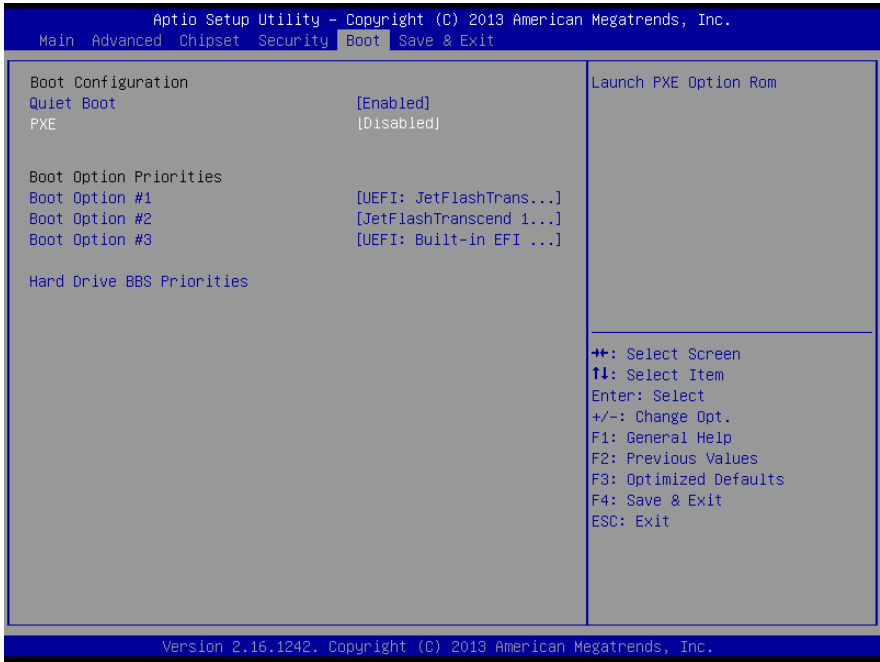 Aptio Setup Utility – Copyright (C) 2013 American Megatrends, Inc.
Main Advanced Chipset Security Boot Save & Exit
Boot Configuration
Quiet Boot [Enabled]
PXE [Disabled]
Boot Option Priorities
Boot Option #1 [UEFI: JetFlashTrans...]
Boot Option #2 [JetFlashTranscend 1...]
Boot Option #3 [UEFI: Built-in EFI ...]
Hard Drive BBS Priorities
Launch PXE Option Rom
→←: Select Screen
↑↓: Select Item
Enter: Select
+/-: Change Opt.
F1: General Help
F2: Previous Values
F3: Optimized Defaults
F4: Save & Exit
ESC: Exit
Version 2.16.1242. Copyright (C) 2013 American Megatrends, Inc.